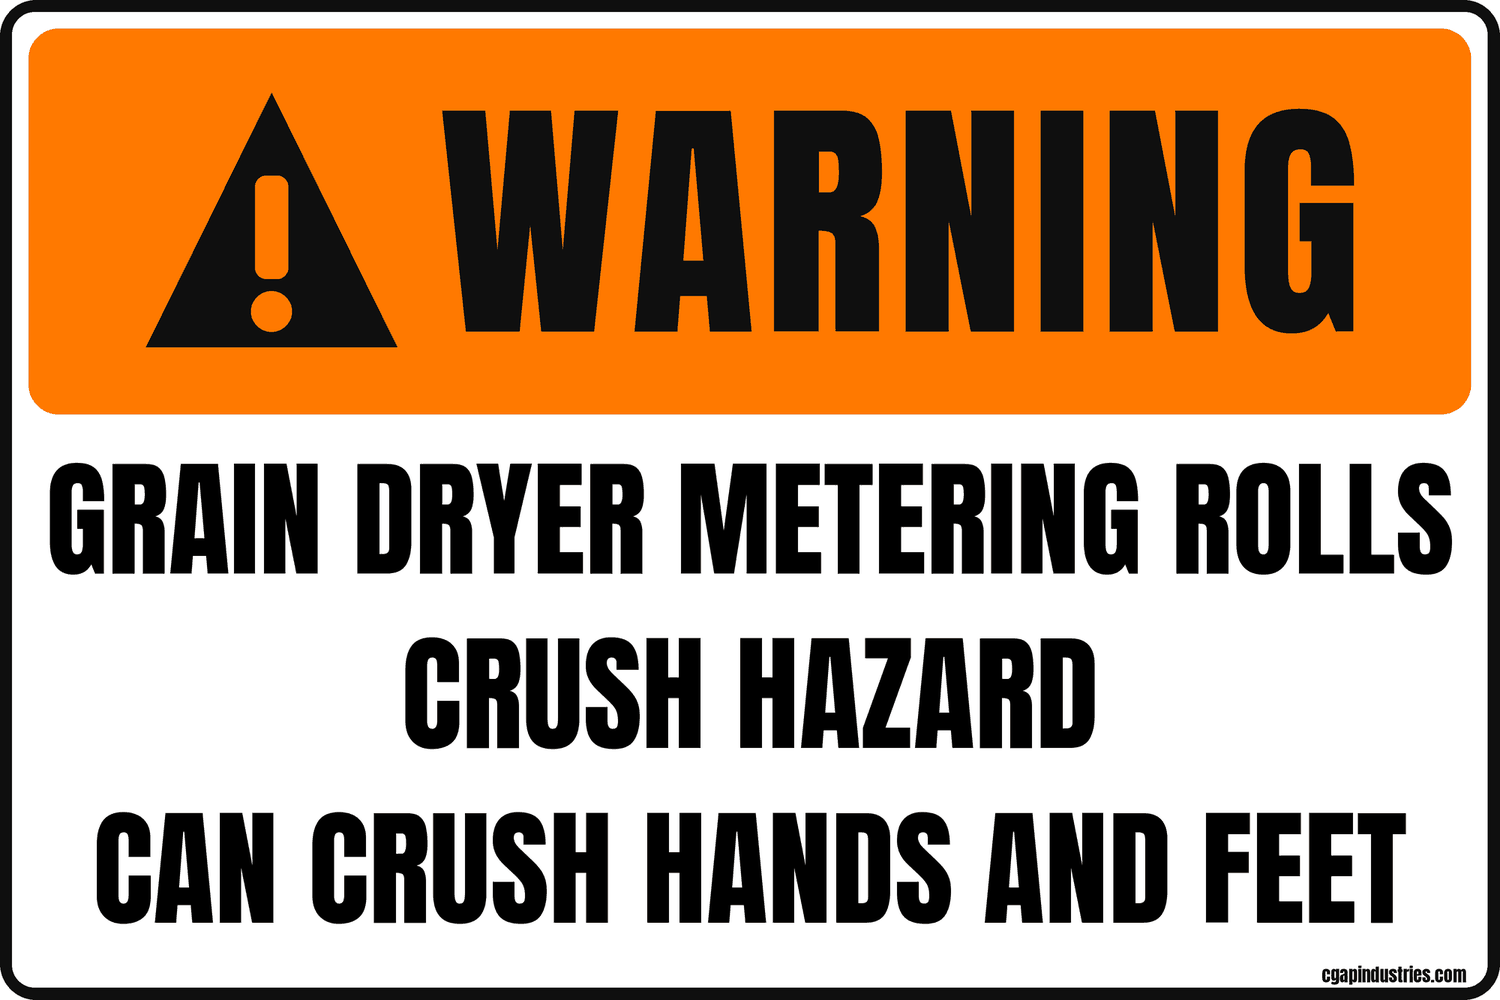 WARNING
GRAIN DRYER METERING ROLLS
CRUSH HAZARD
CAN CRUSH HANDS AND FEET
cgapindustries.com